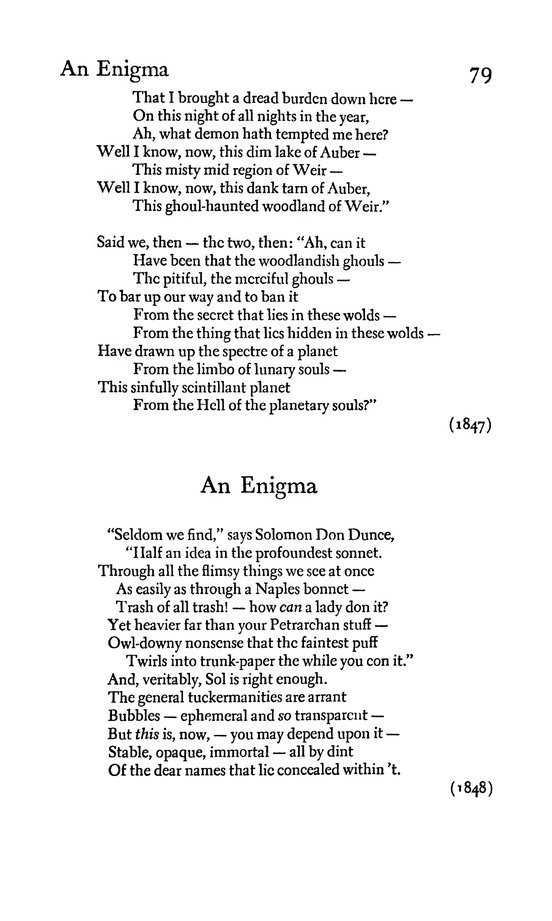 An Enigma 79
That I brought a dread burden down here —
On this night of all nights in the year,
Ah, what demon hath tempted me here?
Well I know, now, this dim lake of Auber —
This misty mid region of Weir —
Well I know, now, this dank tarn of Auber,
This ghoul-haunted woodland of Weir.”
Said we, then — the two, then: “Ah, can it
Have been that the woodlandish ghouls —
The pitiful, the merciful ghouls —
To bar up our way and to ban it
From the secret that lies in these wolds —
From the thing that lies hidden in these wolds —
Have drawn up the spectre of a planet
From the limbo of lunary souls —
This sinfully scintillant planet
From the Hell of the planetary souls?”
(1847)
An Enigma
“Seldom we find,” says Solomon Don Dunce,
“Half an idea in the profoundest sonnet.
Through all the flimsy things we see at once
As easily as through a Naples bonnet —
Trash of all trash! — how can a lady don it?
Yet heavier far than your Petrarchan stuff —
Owl-downy nonsense that the faintest puff
Twirls into trunk-paper the while you con it.”
And, veritably, Sol is right enough.
The general tuckermanities are arrant
Bubbles — ephemeral and so transparent —
But this is, now, — you may depend upon it —
Stable, opaque, immortal — all by dint
Of the dear names that lie concealed within ’t.
(1848)